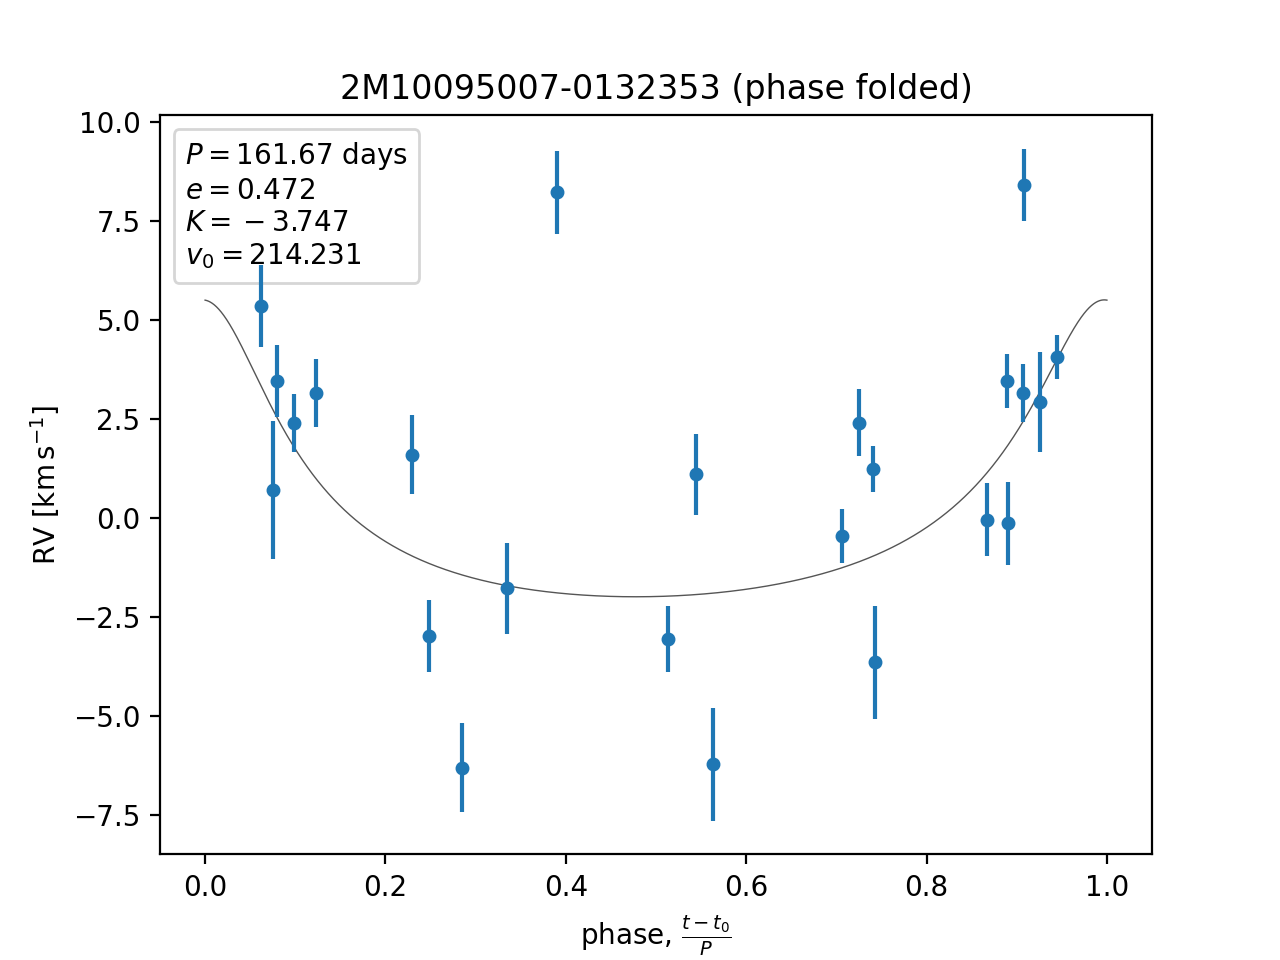 2M10095007-0132353 (phase folded)
P = 161.67 days
e = 0.472
K = −3.747
v₀ = 214.231
10.0
7.5
5.0
2.5
0.0
−2.5
−5.0
−7.5
RV [km s⁻¹]
0.0 0.2 0.4 0.6 0.8 1.0
phase, (t − t₀)/P